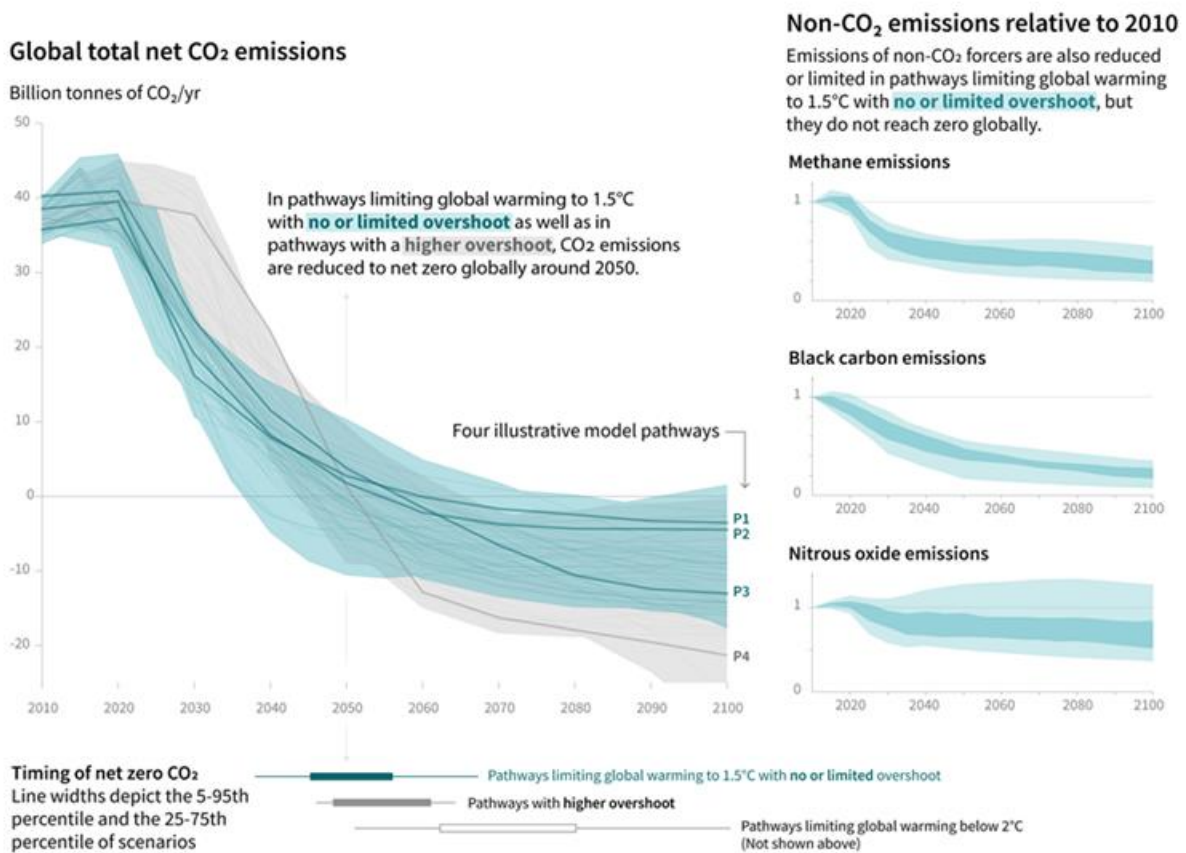 Global total net CO₂ emissions
Billion tonnes of CO₂/yr
50
40
30
20
10
0
-10
-20
In pathways limiting global warming to 1.5°C
with no or limited overshoot as well as in
pathways with a higher overshoot, CO₂ emissions
are reduced to net zero globally around 2050.
Four illustrative model pathways
P1
P2
P3
P4
2010 2020 2030 2040 2050 2060 2070 2080 2090 2100
Non-CO₂ emissions relative to 2010
Emissions of non-CO₂ forcers are also reduced
or limited in pathways limiting global warming
to 1.5°C with no or limited overshoot, but
they do not reach zero globally.
Methane emissions
1
0
2020 2040 2060 2080 2100
Black carbon emissions
1
0
2020 2040 2060 2080 2100
Nitrous oxide emissions
1
0
2020 2040 2060 2080 2100
Timing of net zero CO₂
Line widths depict the 5-95th
percentile and the 25-75th
percentile of scenarios
Pathways limiting global warming to 1.5°C with no or limited overshoot
Pathways with higher overshoot
Pathways limiting global warming below 2°C
(Not shown above)